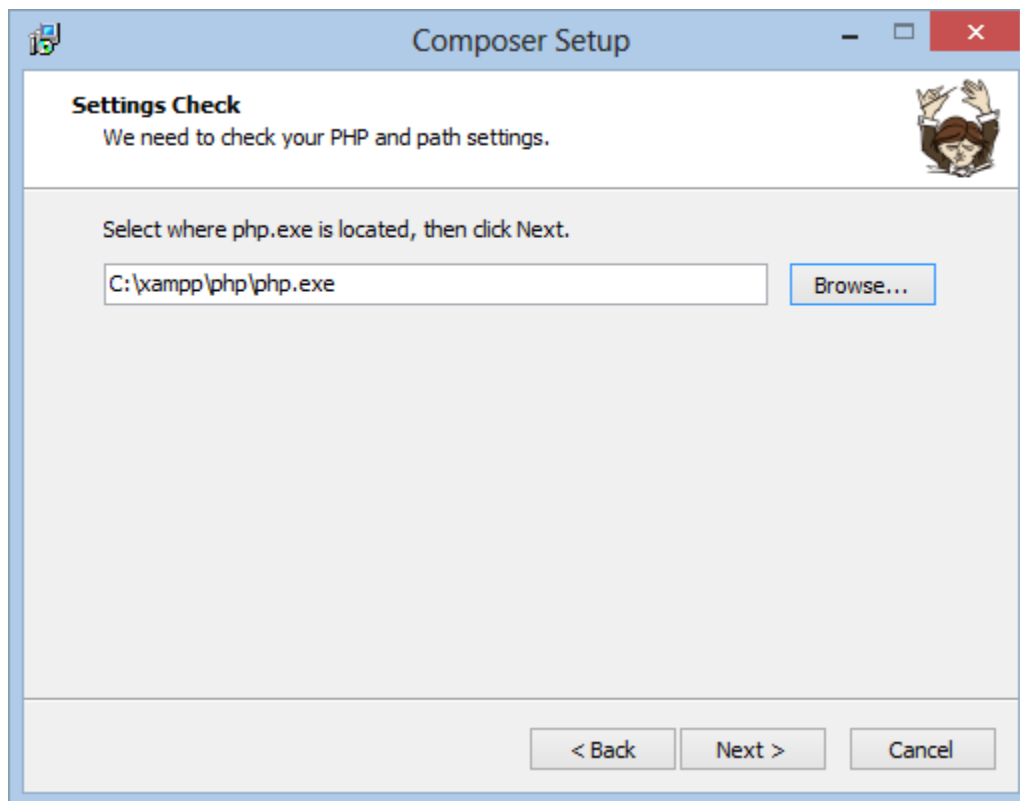 Composer Setup
Settings Check
We need to check your PHP and path settings.
Select where php.exe is located, then click Next.
C:\xampp\php\php.exe
Browse...
< Back
Next >
Cancel